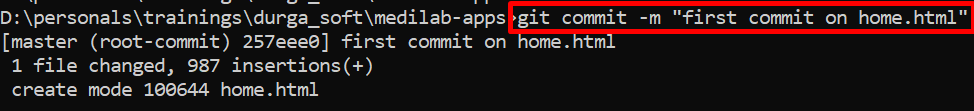 D:\personals\trainings\durga_soft\medilab-apps>git commit -m "first commit on home.html"
[master (root-commit) 257eee0] first commit on home.html
 1 file changed, 987 insertions(+)
 create mode 100644 home.html